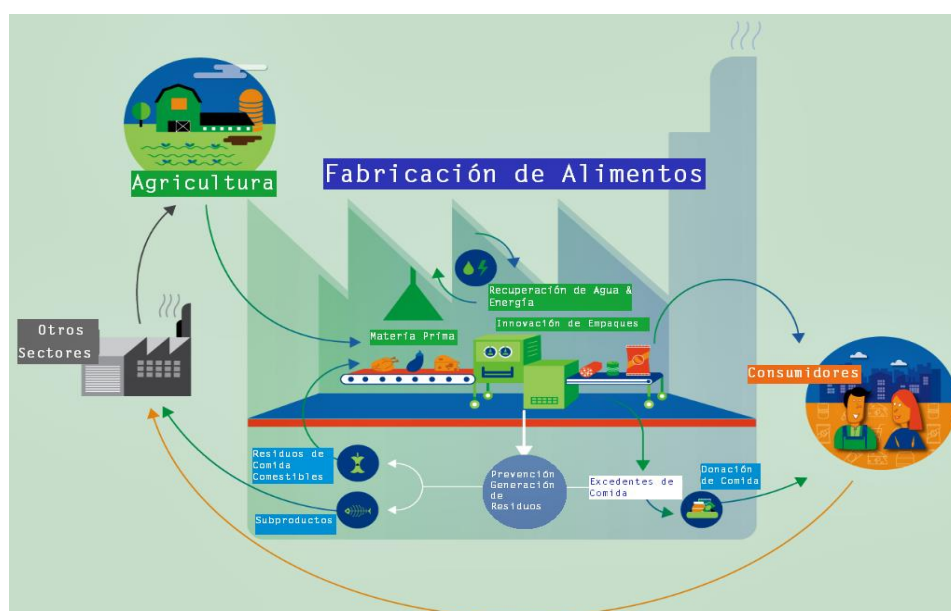 Fabricación de Alimentos
Agricultura
Recuperación de Agua &
Energía
Innovación de Empaques
Materia Prima
Otros
Sectores
Consumidores
Residuos de
Comida
Comestibles
Subproductos
Prevención
Generación
de
Residuos
Excedentes de
Comida
Donación
de Comida